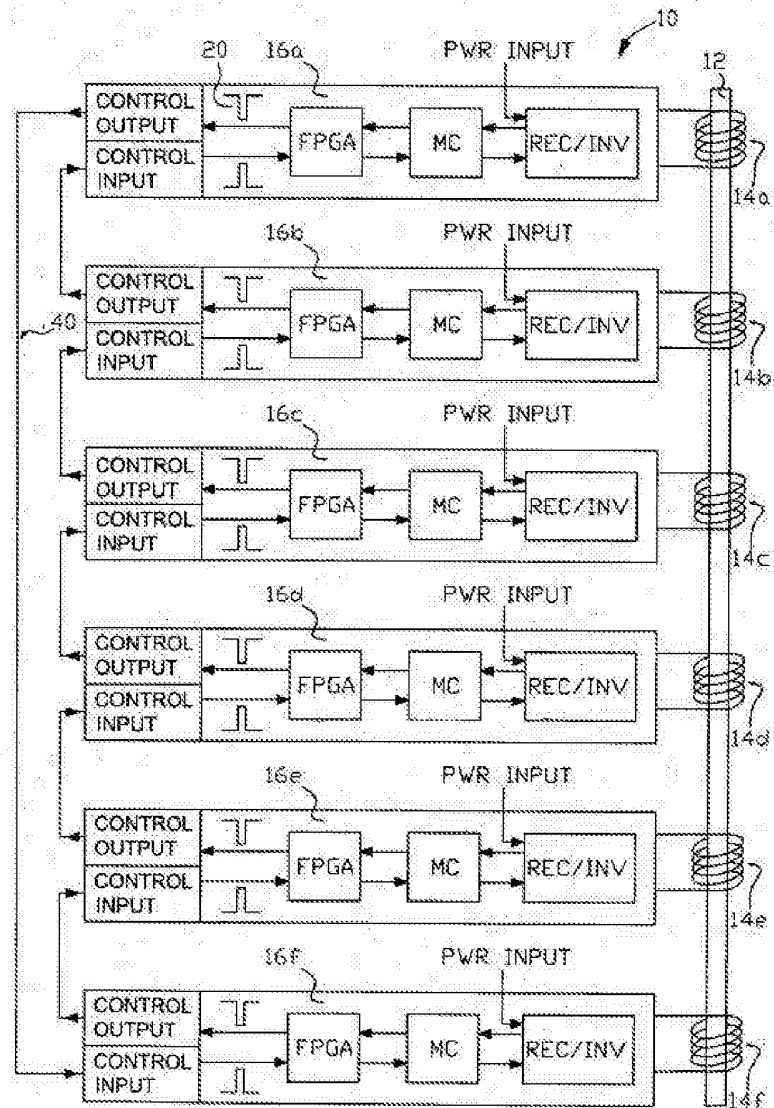 10
20
16a
PWR INPUT
12
CONTROL
OUTPUT
CONTROL
INPUT
FPGA
MC
REC/INV
14a
16b
PWR INPUT
CONTROL
OUTPUT
CONTROL
INPUT
FPGA
MC
REC/INV
14b
40
16c
PWR INPUT
CONTROL
OUTPUT
CONTROL
INPUT
FPGA
MC
REC/INV
14c
16d
PWR INPUT
CONTROL
OUTPUT
CONTROL
INPUT
FPGA
MC
REC/INV
14d
16e
PWR INPUT
CONTROL
OUTPUT
CONTROL
INPUT
FPGA
MC
REC/INV
14e
16f
PWR INPUT
CONTROL
OUTPUT
CONTROL
INPUT
FPGA
MC
REC/INV
14f